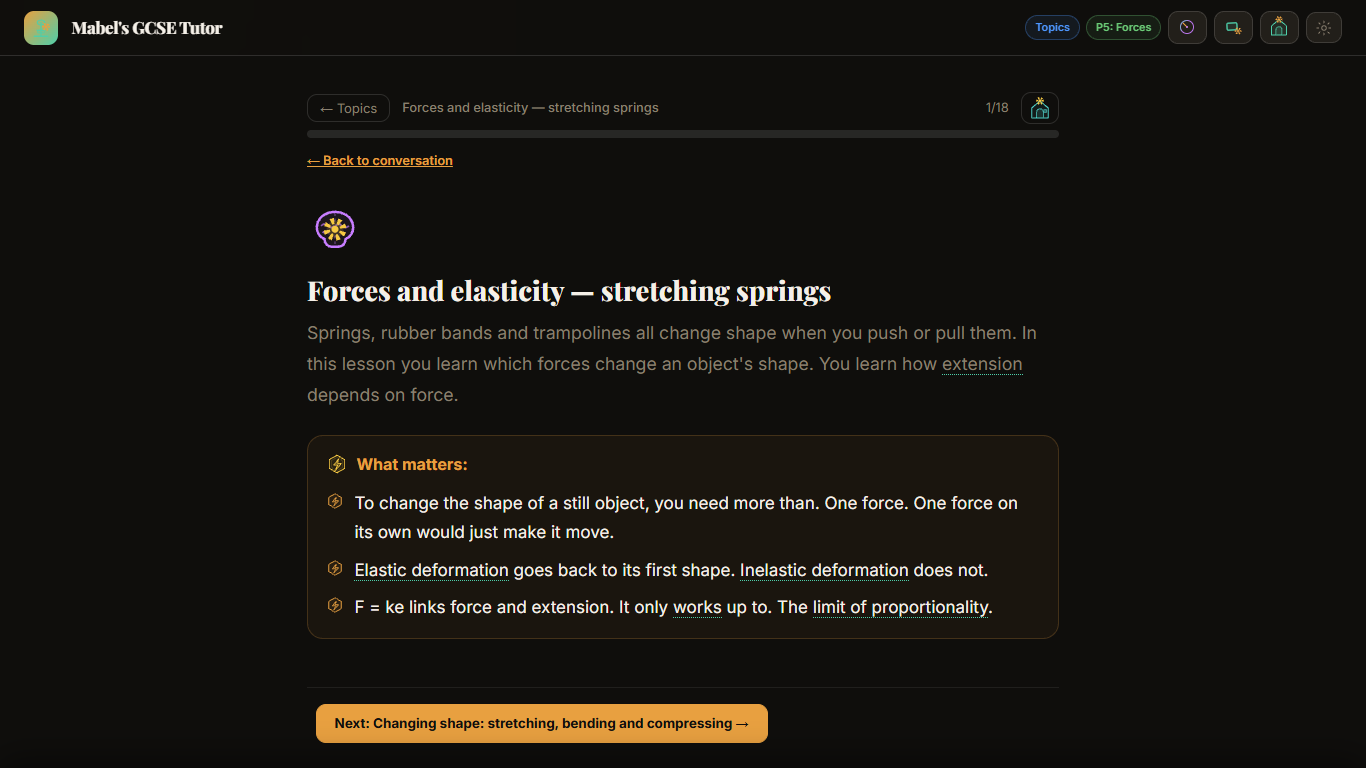 Mabel's GCSE Tutor
Topics
P5: Forces
← Topics
Forces and elasticity — stretching springs
1/18
← Back to conversation
Forces and elasticity — stretching springs
Springs, rubber bands and trampolines all change shape when you push or pull them. In
this lesson you learn which forces change an object's shape. You learn how extension
depends on force.
What matters:
To change the shape of a still object, you need more than. One force. One force on
its own would just make it move.
Elastic deformation goes back to its first shape. Inelastic deformation does not.
F = ke links force and extension. It only works up to. The limit of proportionality.
Next: Changing shape: stretching, bending and compressing →